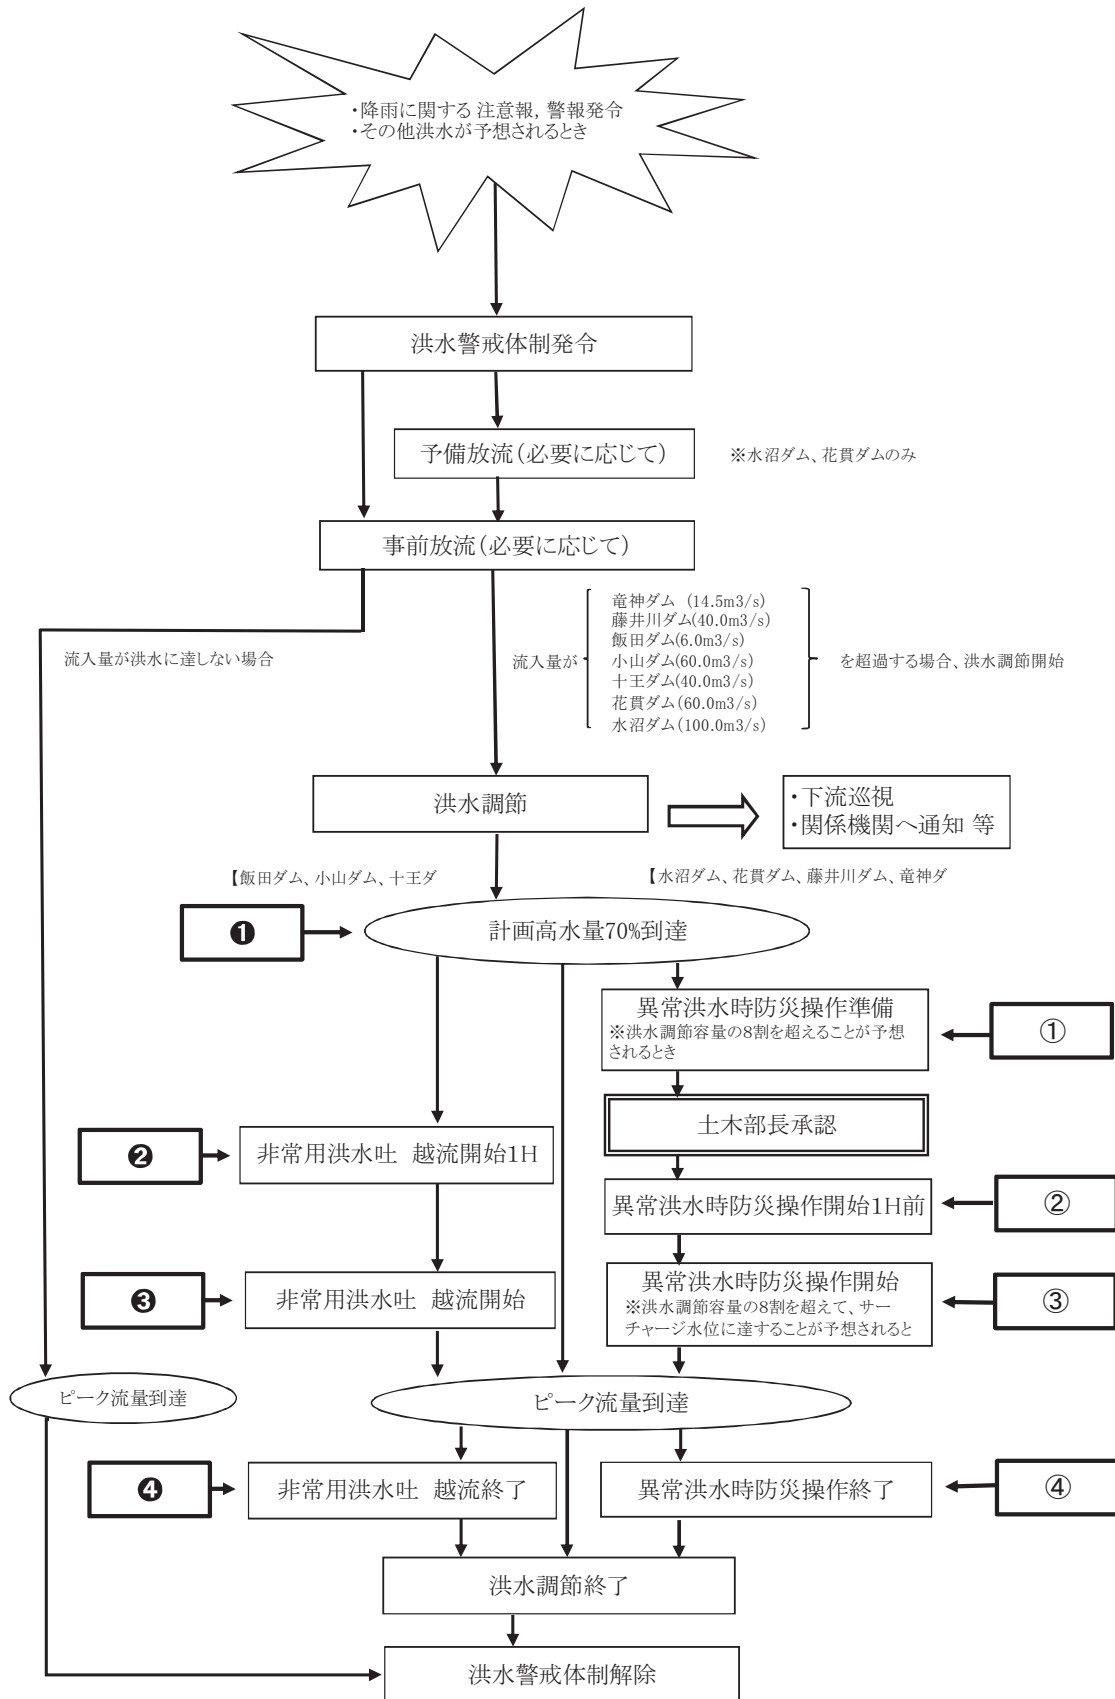 ・降雨に関する 注意報, 警報発令
・その他洪水が予想されるとき
洪水警戒体制発令
予備放流(必要に応じて)
※水沼ダム、花貫ダムのみ
事前放流(必要に応じて)
流入量が洪水に達しない場合
流入量が
竜神ダム (14.5m3/s)
藤井川ダム(40.0m3/s)
飯田ダム(6.0m3/s)
小山ダム(60.0m3/s)
十王ダム(40.0m3/s)
花貫ダム(60.0m3/s)
水沼ダム(100.0m3/s)
を超過する場合、洪水調節開始
洪水調節
・下流巡視
・関係機関へ通知 等
【飯田ダム、小山ダム、十王ダ
【水沼ダム、花貫ダム、藤井川ダム、竜神ダ
❶
計画高水量70%到達
異常洪水時防災操作準備
※洪水調節容量の8割を超えることが予想
されるとき
①
土木部長承認
❷
非常用洪水吐 越流開始1H
異常洪水時防災操作開始1H前
②
❸
非常用洪水吐 越流開始
異常洪水時防災操作開始
※洪水調節容量の8割を超えて、サー
チャージ水位に達することが予想されると
③
ピーク流量到達
ピーク流量到達
❹
非常用洪水吐 越流終了
異常洪水時防災操作終了
④
洪水調節終了
洪水警戒体制解除